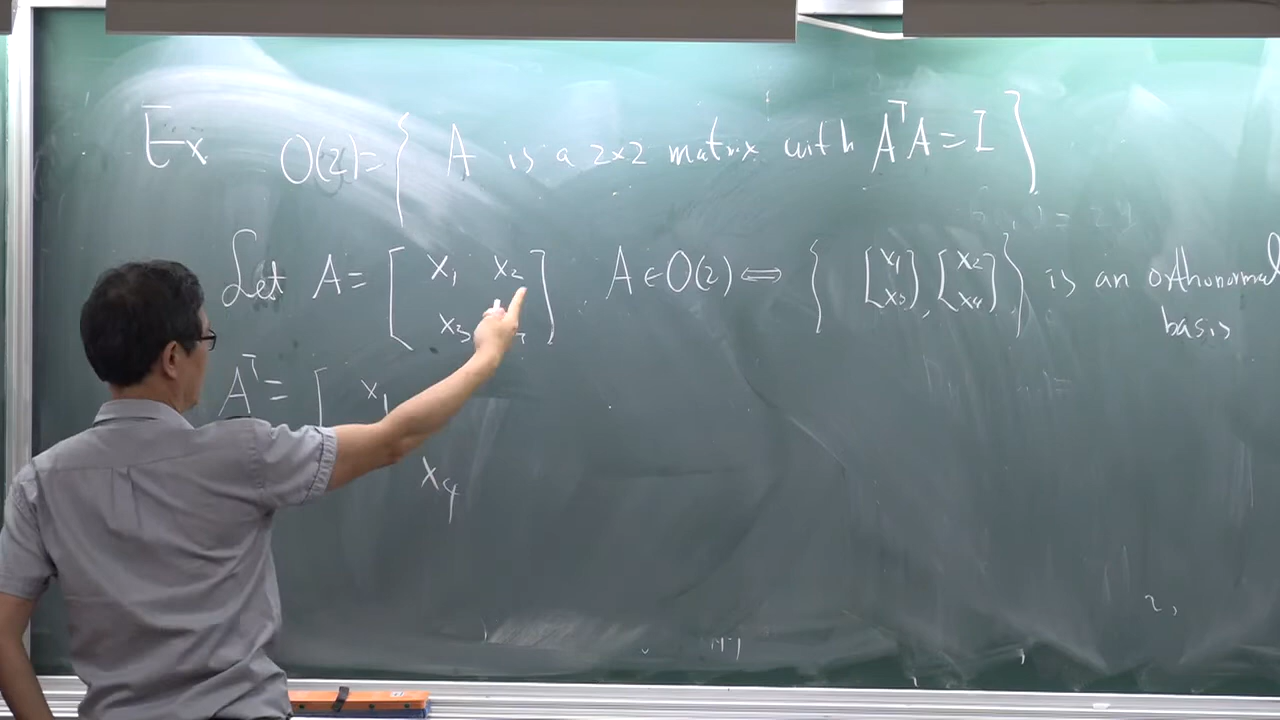 Ex O(2) = { A is a 2×2 matrix with AᵀA = I }
Let A = [ x₁ x₂ A ∈ O(2) ⟺ { [ x₁ x₃ ], [ x₂ x₄ ] } is an orthonormal
x₃ ] basis
Aᵀ = [ x₁
x₄